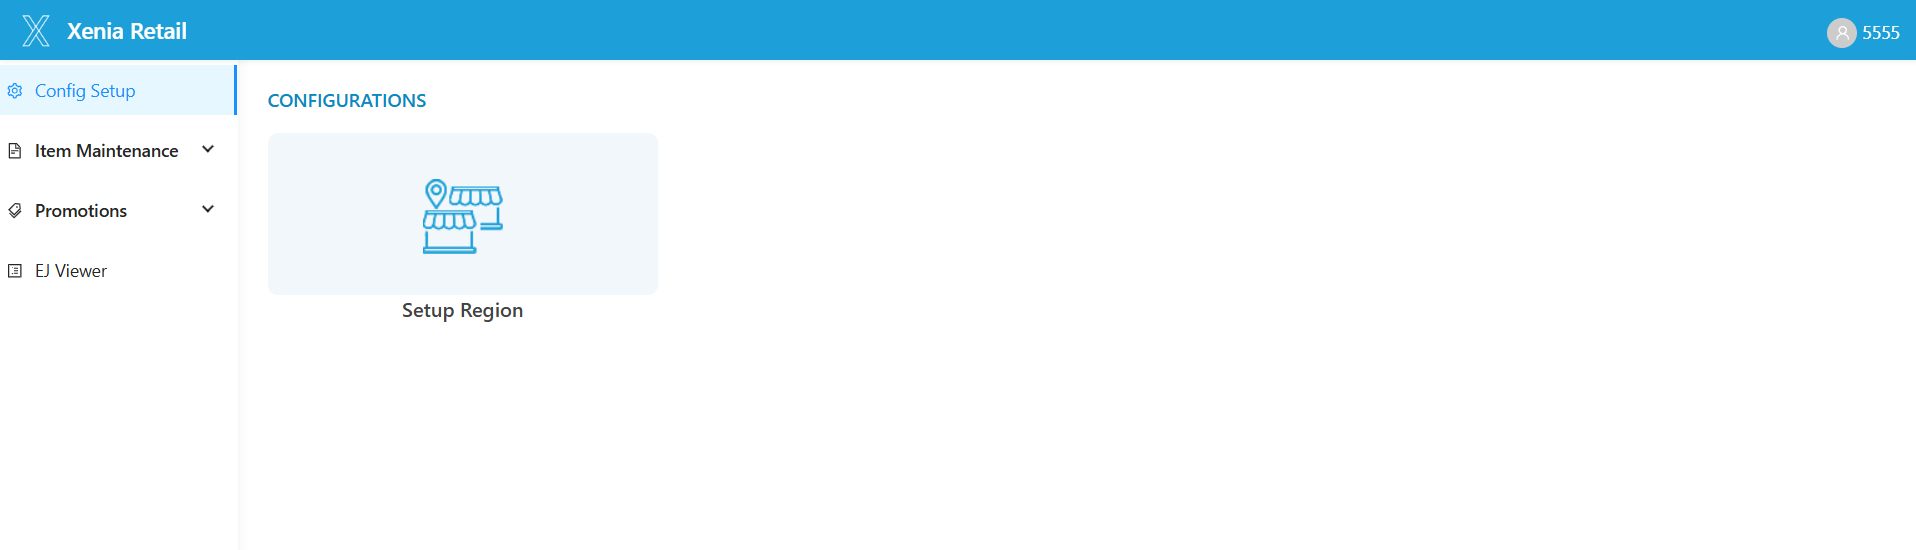 Xenia Retail
5555
Config Setup
Item Maintenance
Promotions
EJ Viewer
CONFIGURATIONS
Setup Region